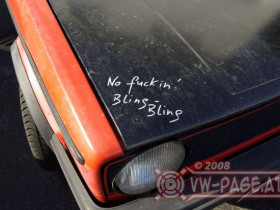 No fuckin'
Bling-
Bling
© 2008
VW-PAGE.AT